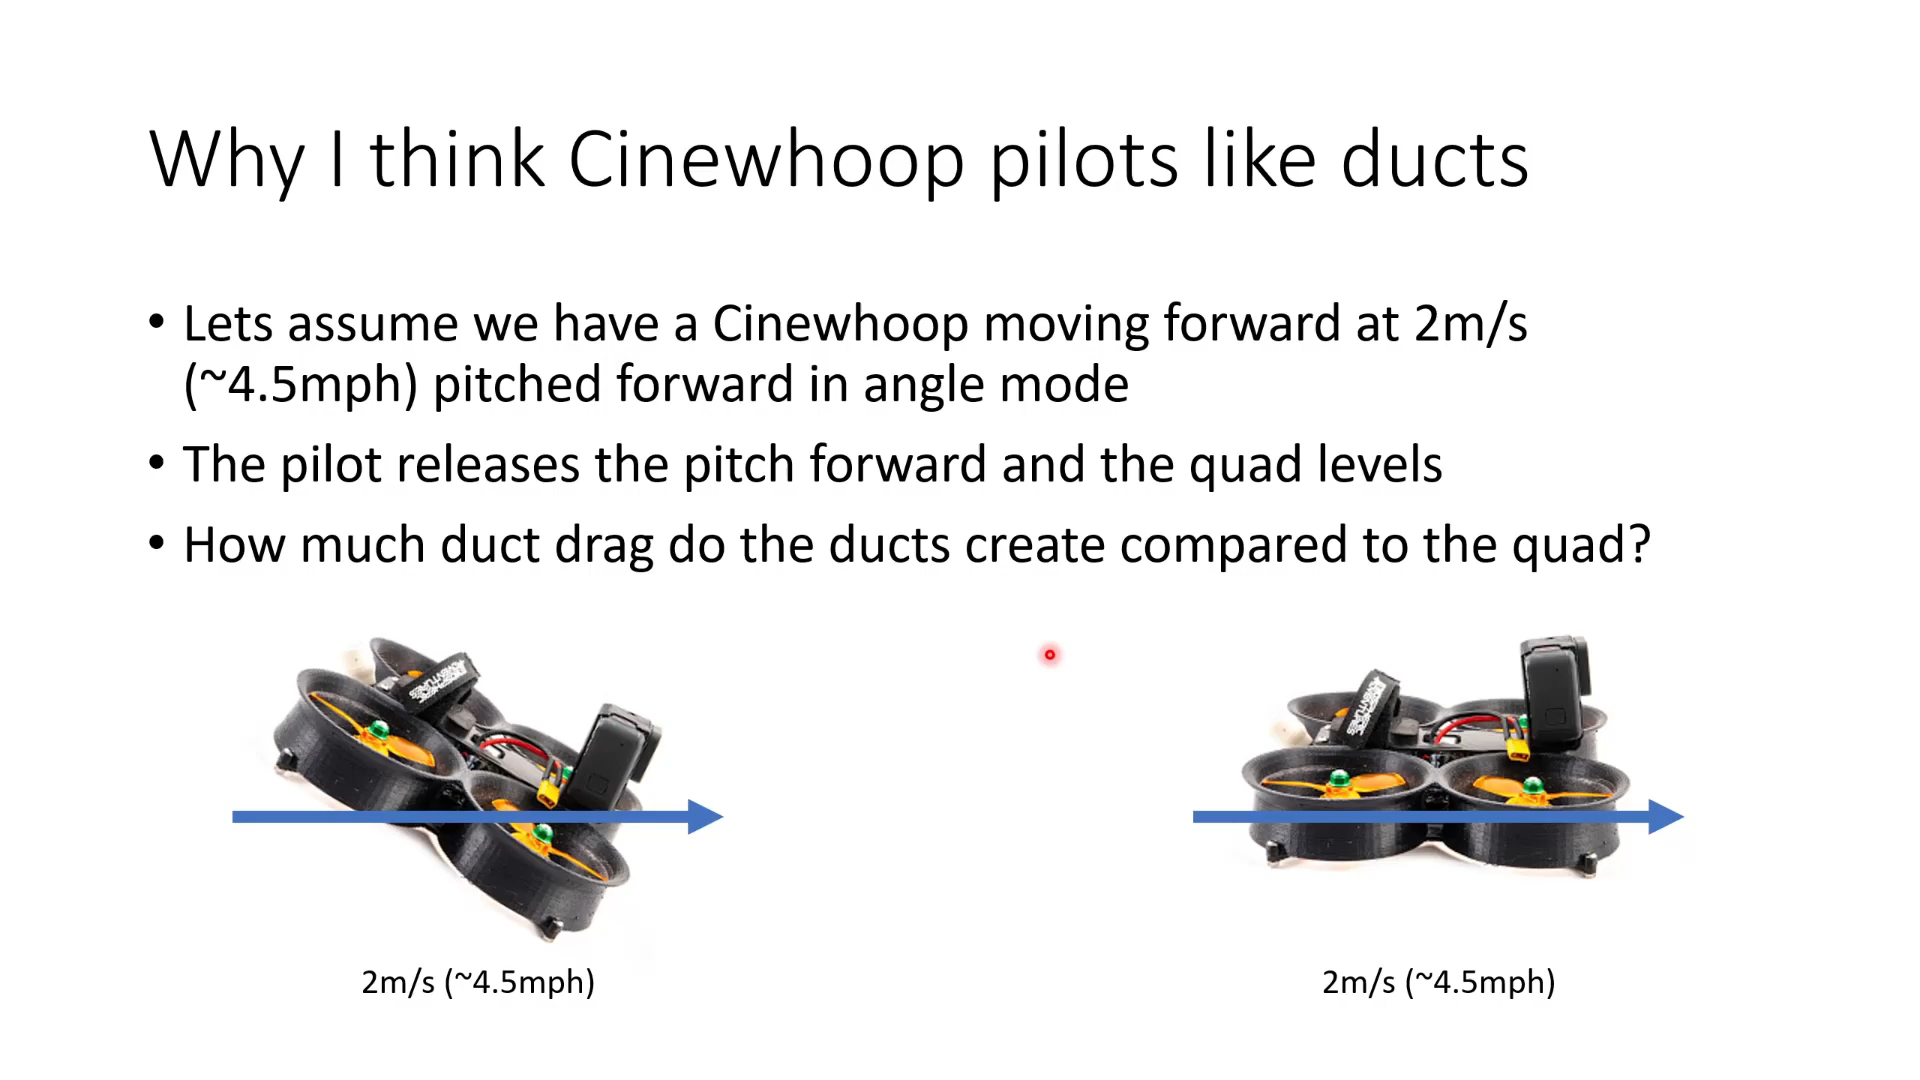 Why I think Cinewhoop pilots like ducts
• Lets assume we have a Cinewhoop moving forward at 2m/s
(~4.5mph) pitched forward in angle mode
• The pilot releases the pitch forward and the quad levels
• How much duct drag do the ducts create compared to the quad?
2m/s (~4.5mph)
2m/s (~4.5mph)